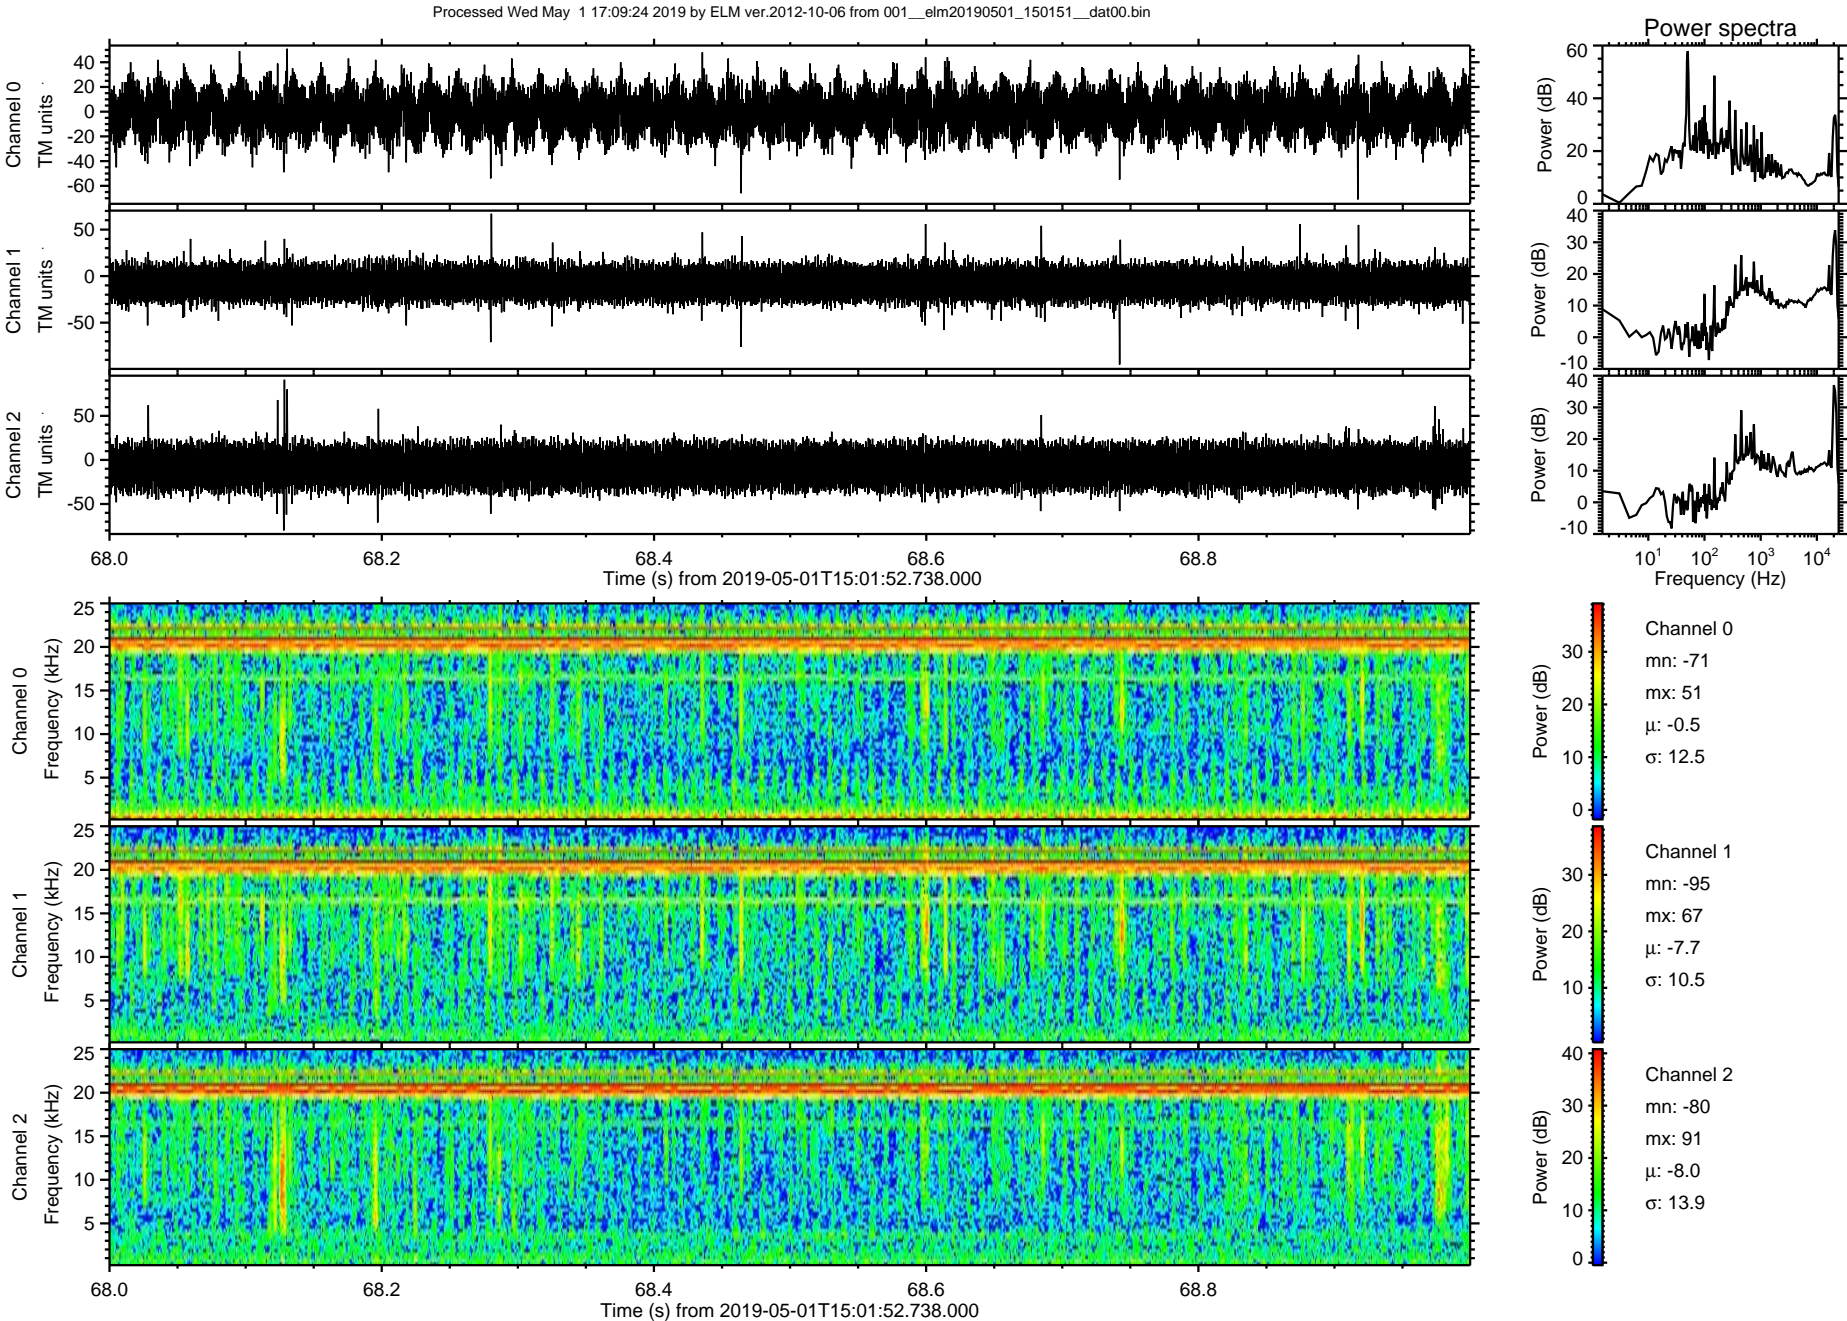 Processed Wed May  1 17:09:24 2019 by ELM ver.2012-10-06 from 001__elm20190501_150151__dat00.bin
Power spectra
Channel 0
TM units
40
20
0
-20
-40
-60
Power (dB)
60
40
20
0
Channel 1
TM units
50
0
-50
Power (dB)
40
30
20
10
0
-10
Channel 2
TM units
50
0
-50
Power (dB)
40
30
20
10
0
-10
68.0 68.2 68.4 68.6 68.8
Time (s) from 2019-05-01T15:01:52.738.000
10^1 10^2 10^3 10^4
Frequency (Hz)
Channel 0
Frequency (kHz)
25
20
15
10
5
Power (dB)
30
20
10
0
Channel 0
mn: -71
mx: 51
μ: -0.5
σ: 12.5
Channel 1
Frequency (kHz)
25
20
15
10
5
Power (dB)
30
20
10
Channel 1
mn: -95
mx: 67
μ: -7.7
σ: 10.5
Channel 2
Frequency (kHz)
25
20
15
10
5
Power (dB)
40
30
20
10
0
Channel 2
mn: -80
mx: 91
μ: -8.0
σ: 13.9
68.0 68.2 68.4 68.6 68.8
Time (s) from 2019-05-01T15:01:52.738.000